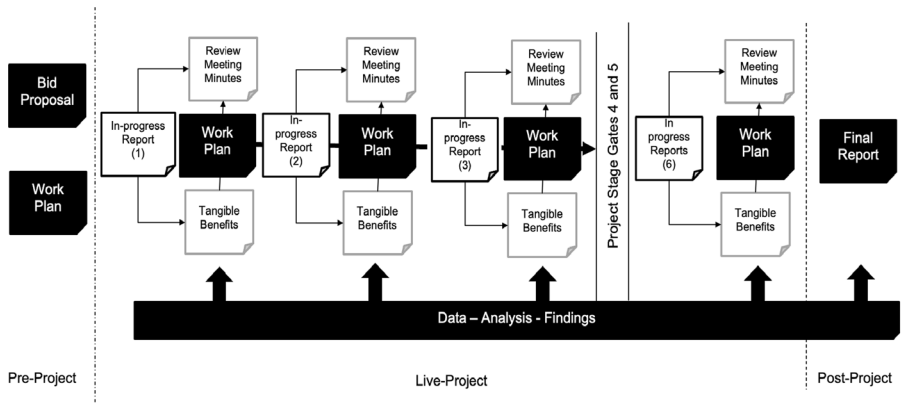 Bid
Proposal
Work
Plan
Review
Meeting
Minutes
In-progress
Report
(1)
Work
Plan
Tangible
Benefits
Review
Meeting
Minutes
In-
progress
Report
(2)
Work
Plan
Tangible
Benefits
Review
Meeting
Minutes
In-
progress
Report
(3)
Work
Plan
Tangible
Benefits
Project Stage Gates 4 and 5
Review
Meeting
Minutes
In
progress
Reports
(6)
Work
Plan
Tangible
Benefits
Final
Report
Data – Analysis - Findings
Pre-Project
Live-Project
Post-Project